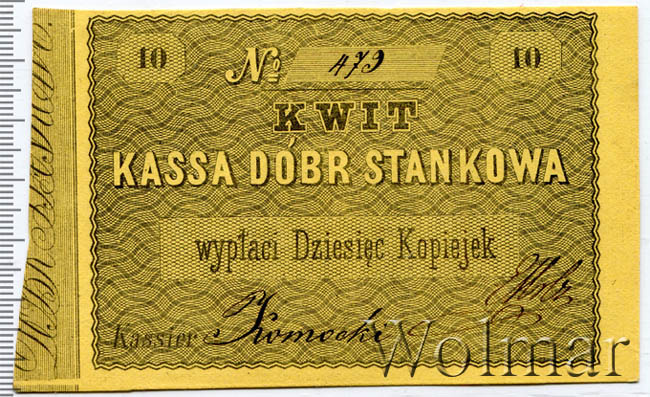 10 № 479 10
KWIT
KASSA DÓBR STANKOWA
wypłaci Dziesięć Kopiejek
Kassier
Wolmar